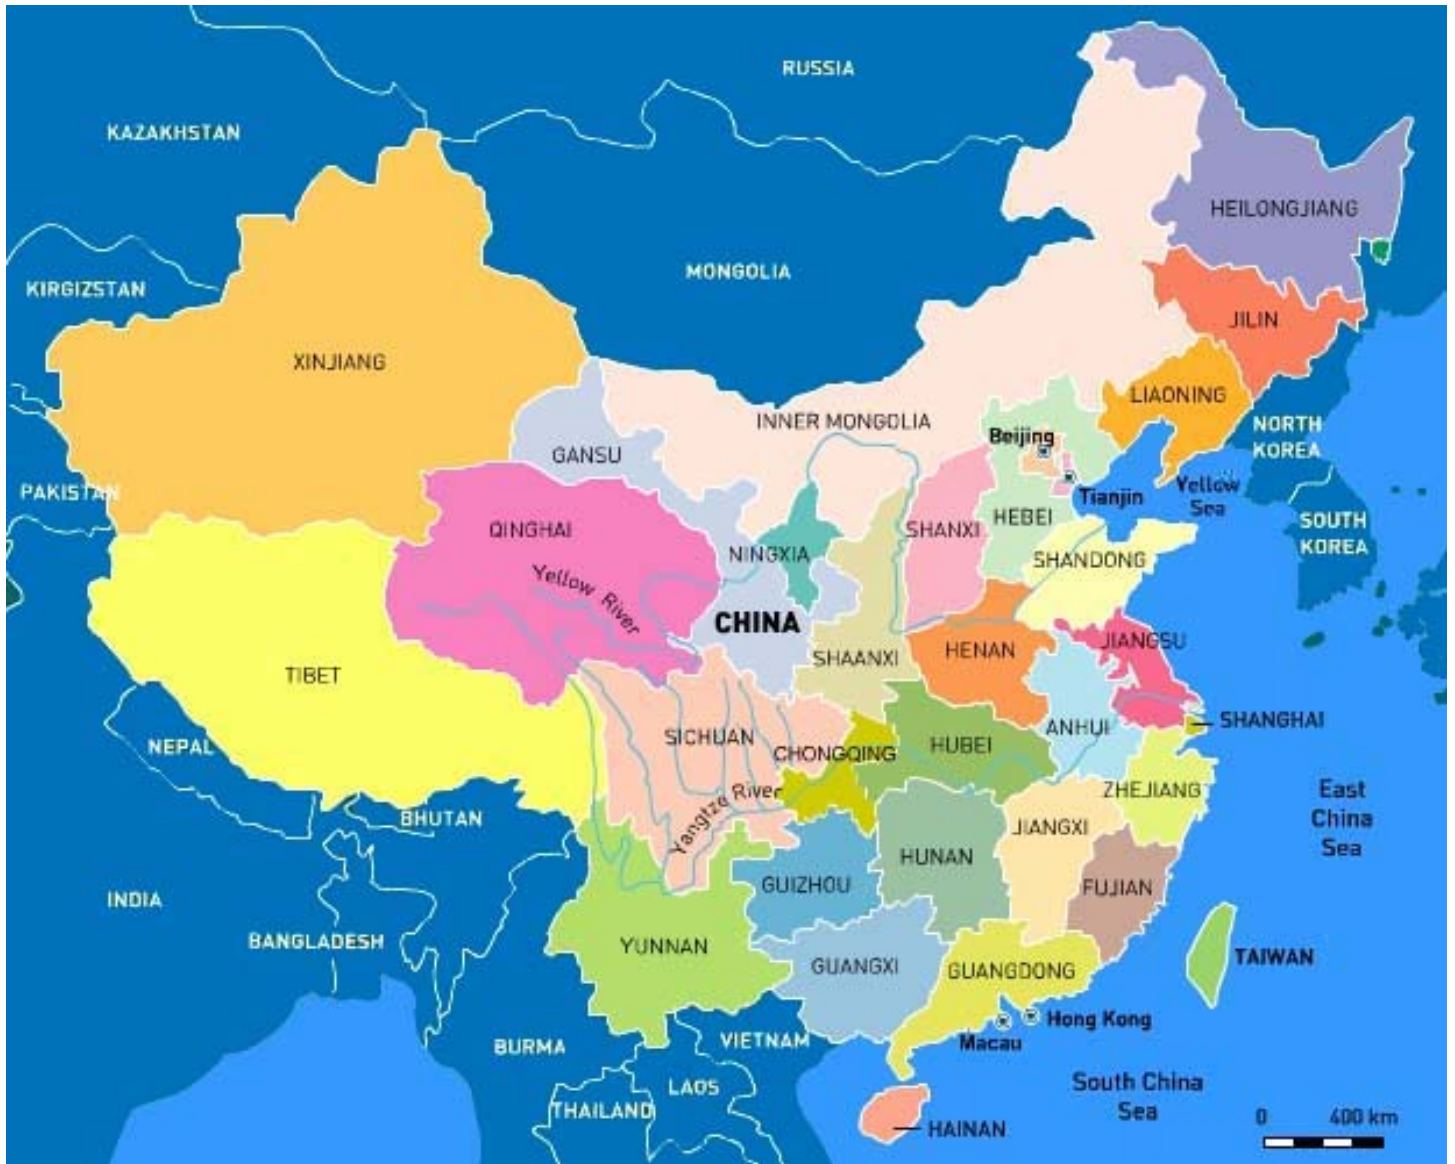 RUSSIA
KAZAKHSTAN
HEILONGJIANG
MONGOLIA
KIRGIZSTAN
JILIN
XINJIANG
LIAONING
INNER MONGOLIA
NORTH
KOREA
Beijing
GANSU
PAKISTAN
Yellow
Sea
Tianjin
HEBEI
SHANXI
QINGHAI
SOUTH
KOREA
NINGXIA
SHANDONG
Yellow River
CHINA
JIANGSU
HENAN
SHAANXI
TIBET
SHANGHAI
ANHUI
SICHUAN
HUBEI
NEPAL
CHONGQING
ZHEJIANG
East
China
Sea
Yangtze River
BHUTAN
JIANGXI
HUNAN
GUIZHOU
FUJIAN
INDIA
BANGLADESH
YUNNAN
TAIWAN
GUANGXI
GUANGDONG
Hong Kong
Macau
VIETNAM
BURMA
LAOS
South China
Sea
THAILAND
0 400 km
HAINAN